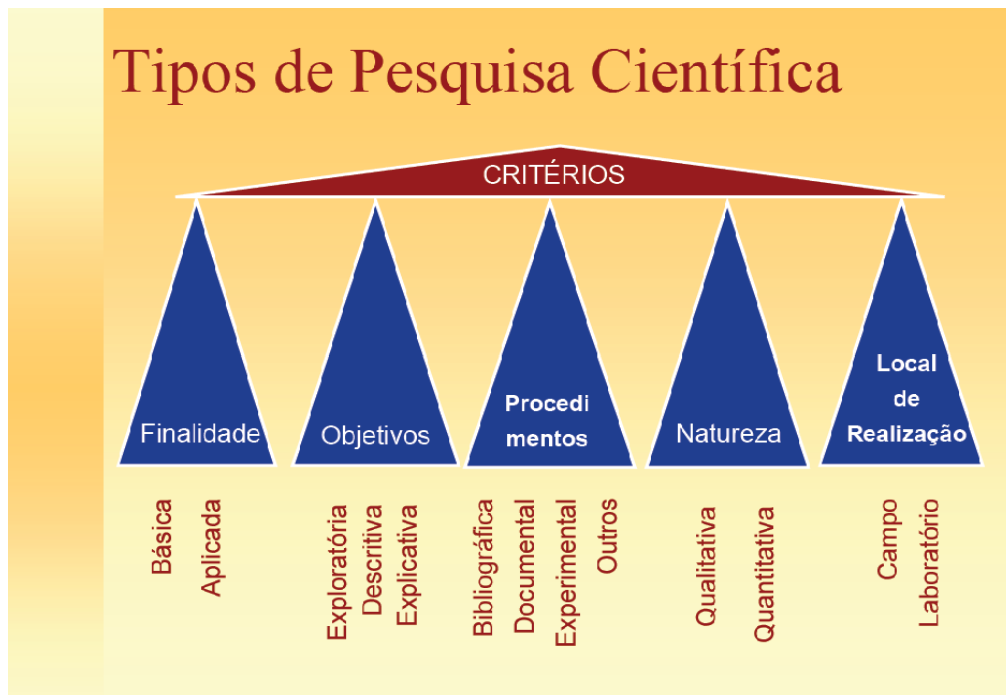 Tipos de Pesquisa Científica
CRITÉRIOS
Finalidade
Objetivos
Procedi
mentos
Natureza
Local
de
Realização
Básica
Aplicada
Exploratória
Descritiva
Explicativa
Bibliográfica
Documental
Experimental
Outros
Qualitativa
Quantitativa
Campo
Laboratório